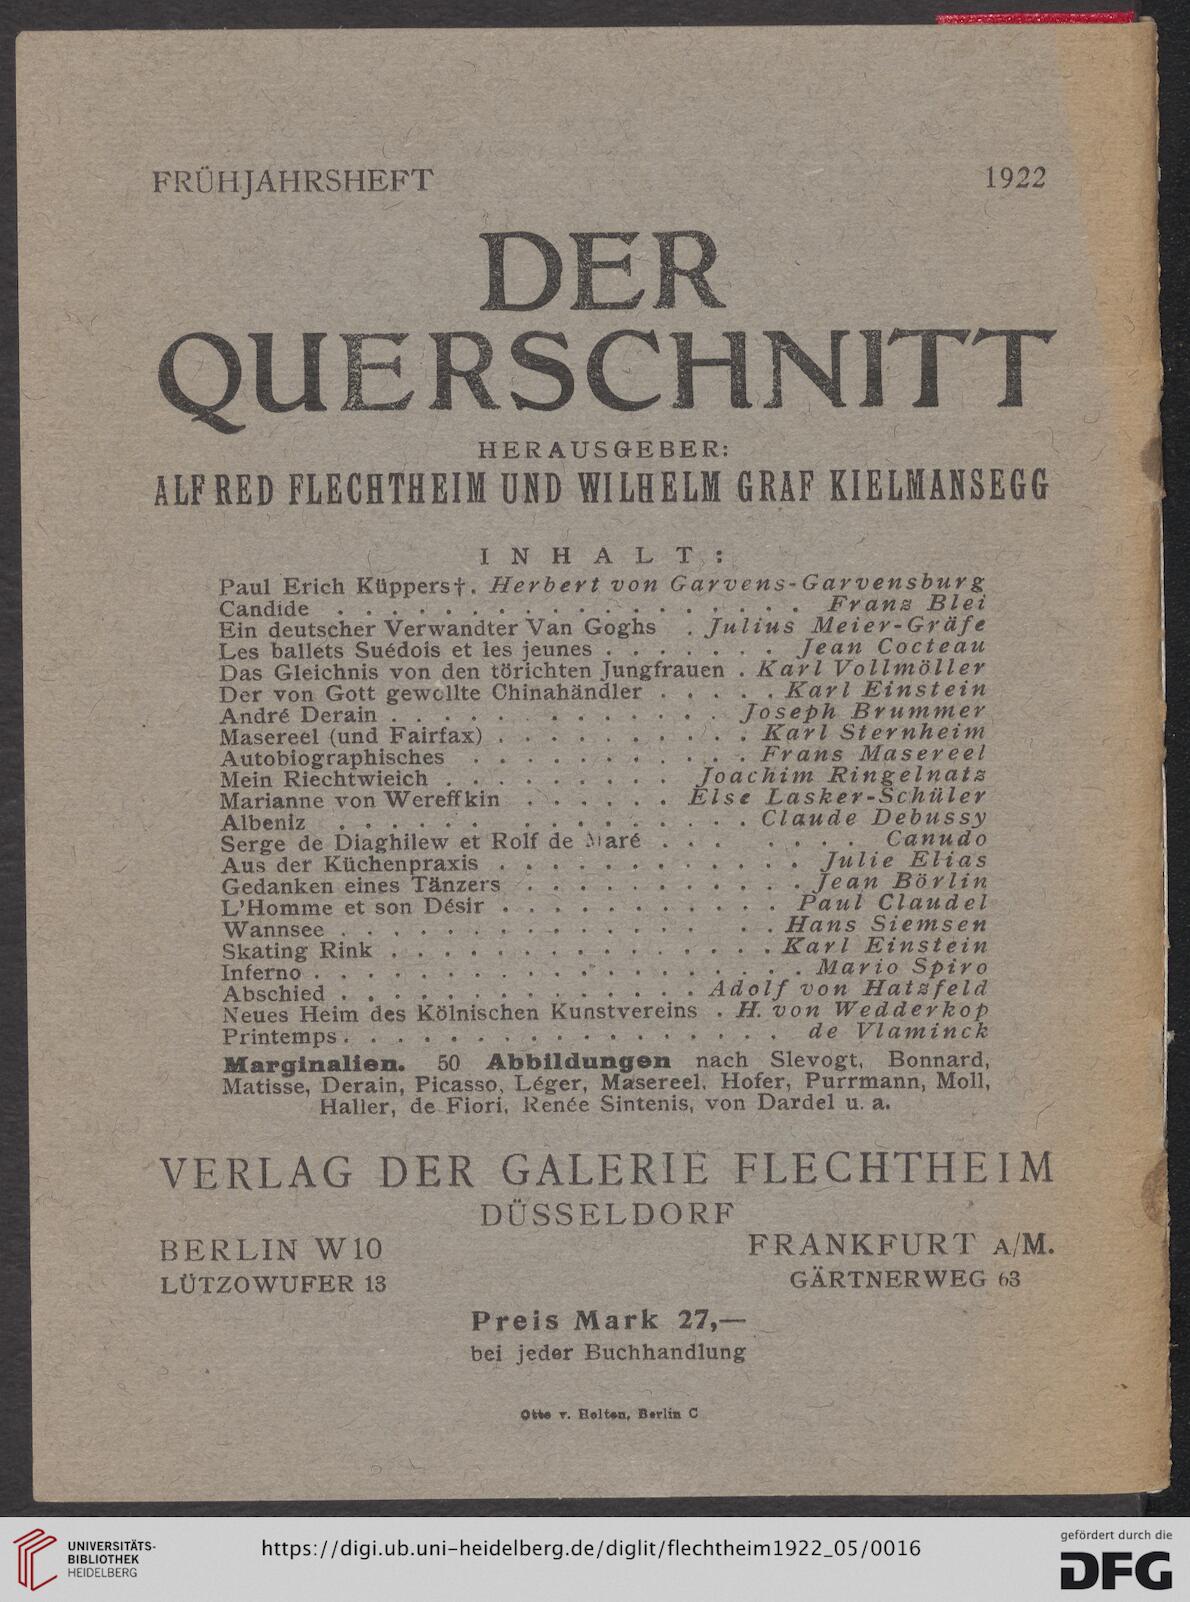 FRÜHJAHRSHEFT 1922
DER
QUERSCHNITT
HERAUSGEBER:
ALFRED FLECHTHEIM UND WILHELM GRAF KIELMANSEGG
INHALT:
Paul Erich Küppers†. Herbert von Garvens-Garvensburg
Candide . . . . . . . . . . . . . . . . . . Franz Blei
Ein deutscher Verwandter Van Goghs . Julius Meier-Gräfe
Les ballets Suédois et les jeunes . . . . . . . Jean Cocteau
Das Gleichnis von den törichten Jungfrauen . Karl Vollmöller
Der von Gott gewollte Chinahändler . . . . . Karl Einstein
André Derain . . . . . . . . . . . . . Joseph Brummer
Masereel (und Fairfax) . . . . . . . . . . Karl Sternheim
Autobiographisches . . . . . . . . . . . Frans Masereel
Mein Riechtwieich . . . . . . . . . Joachim Ringelnatz
Marianne von Wereffkin . . . . . . Else Lasker-Schüler
Albeniz . . . . . . . . . . . . . . . . Claude Debussy
Serge de Diaghilew et Rolf de Maré . . . . . . . Canudo
Aus der Küchenpraxis . . . . . . . . . . . . Julie Elias
Gedanken eines Tänzers . . . . . . . . . . . Jean Börlin
L'Homme et son Désir . . . . . . . . . . . Paul Claudel
Wannsee . . . . . . . . . . . . . . . . Hans Siemsen
Skating Rink . . . . . . . . . . . . . . . Karl Einstein
Inferno . . . . . . . . . . . . . . . . . . . Mario Spiro
Abschied . . . . . . . . . . . . . . Adolf von Hatzfeld
Neues Heim des Kölnischen Kunstvereins . H. von Wedderkop
Printemps . . . . . . . . . . . . . . . . . de Vlaminck
Marginalien. 50 Abbildungen nach Slevogt, Bonnard,
Matisse, Derain, Picasso, Léger, Masereel, Hofer, Purrmann, Moll,
Haller, de Fiori, Renée Sintenis, von Dardel u. a.
VERLAG DER GALERIE FLECHTHEIM
DÜSSELDORF
BERLIN W10 FRANKFURT A/M.
LÜTZOWUFER 13 GÄRTNERWEG 63
Preis Mark 27,—
bei jeder Buchhandlung
Otto v. Holten, Berlin C
UNIVERSITÄTS-
BIBLIOTHEK
HEIDELBERG
https://digi.ub.uni-heidelberg.de/diglit/flechtheim1922_05/0016
gefördert durch die
DFG